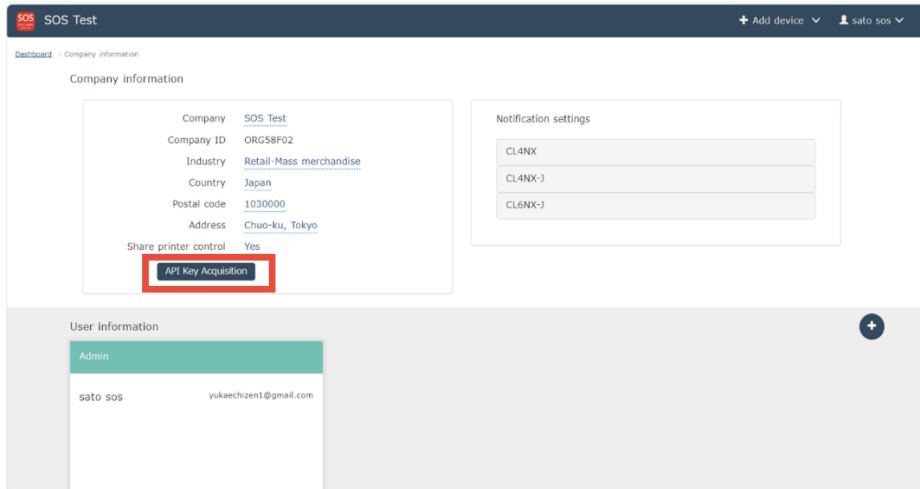 SOS
SOS Test
Add device
sato sos
Dashboard / Company information
Company information
Company SOS Test
Company ID ORG58F02
Industry Retail-Mass merchandise
Country Japan
Postal code 1030000
Address Chuo-ku, Tokyo
Share printer control Yes
API Key Acquisition
Notification settings
CL4NX
CL4NX-J
CL6NX-J
User information
Admin
sato sos yukaechizen1@gmail.com